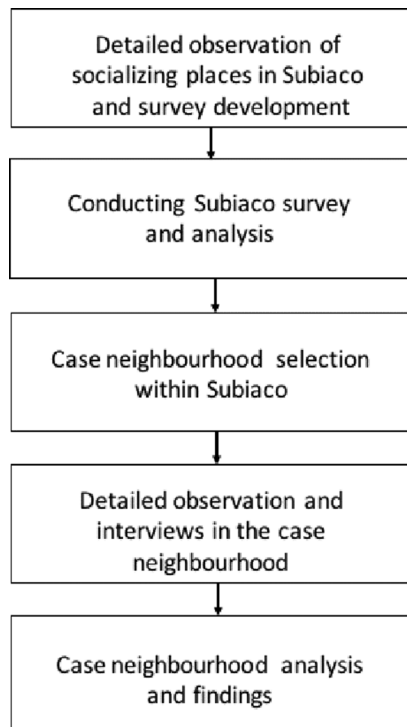 Detailed observation of
socializing places in Subiaco
and survey development
Conducting Subiaco survey
and analysis
Case neighbourhood selection
within Subiaco
Detailed observation and
interviews in the case
neighbourhood
Case neighbourhood analysis
and findings